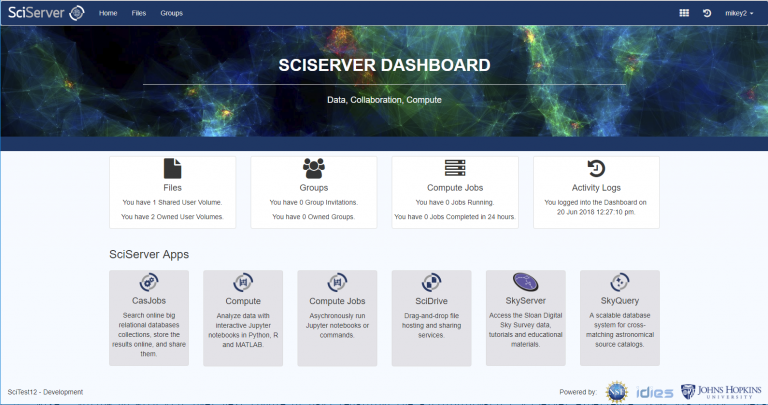 SciServer Home Files Groups mikey2
SCISERVER DASHBOARD
Data, Collaboration, Compute
Files
You have 1 Shared User Volume.
You have 2 Owned User Volumes.
Groups
You have 0 Group Invitations.
You have 0 Owned Groups.
Compute Jobs
You have 0 Jobs Running.
You have 0 Jobs Completed in 24 hours.
Activity Logs
You logged into the Dashboard on
20 Jun 2018 12:27:10 pm.
SciServer Apps
CasJobs
Search online big
relational databases
collections, store the
results online, and share
them.
Compute
Analyze data with
interactive Jupyter
notebooks in Python, R
and MATLAB.
Compute Jobs
Asychronously run
Jupyter notebooks or
commands.
SciDrive
Drag-and-drop file
hosting and sharing
services.
SkyServer
Access the Sloan Digital
Sky Survey data,
tutorials and educational
materials.
SkyQuery
A scalable database
system for cross-
matching astronomical
source catalogs.
SciTest12 - Development
Powered by: NSF idies JOHNS HOPKINS
UNIVERSITY